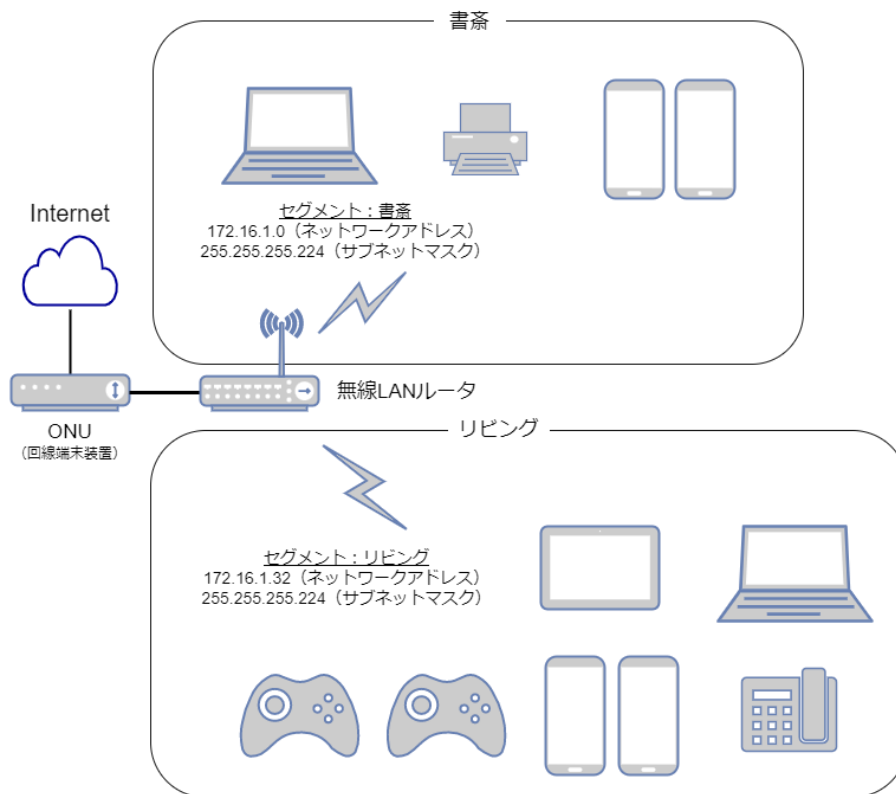 書斎
セグメント：書斎
172.16.1.0（ネットワークアドレス）
255.255.255.224（サブネットマスク）
Internet
無線LANルータ
ONU
（回線端末装置）
リビング
セグメント：リビング
172.16.1.32（ネットワークアドレス）
255.255.255.224（サブネットマスク）